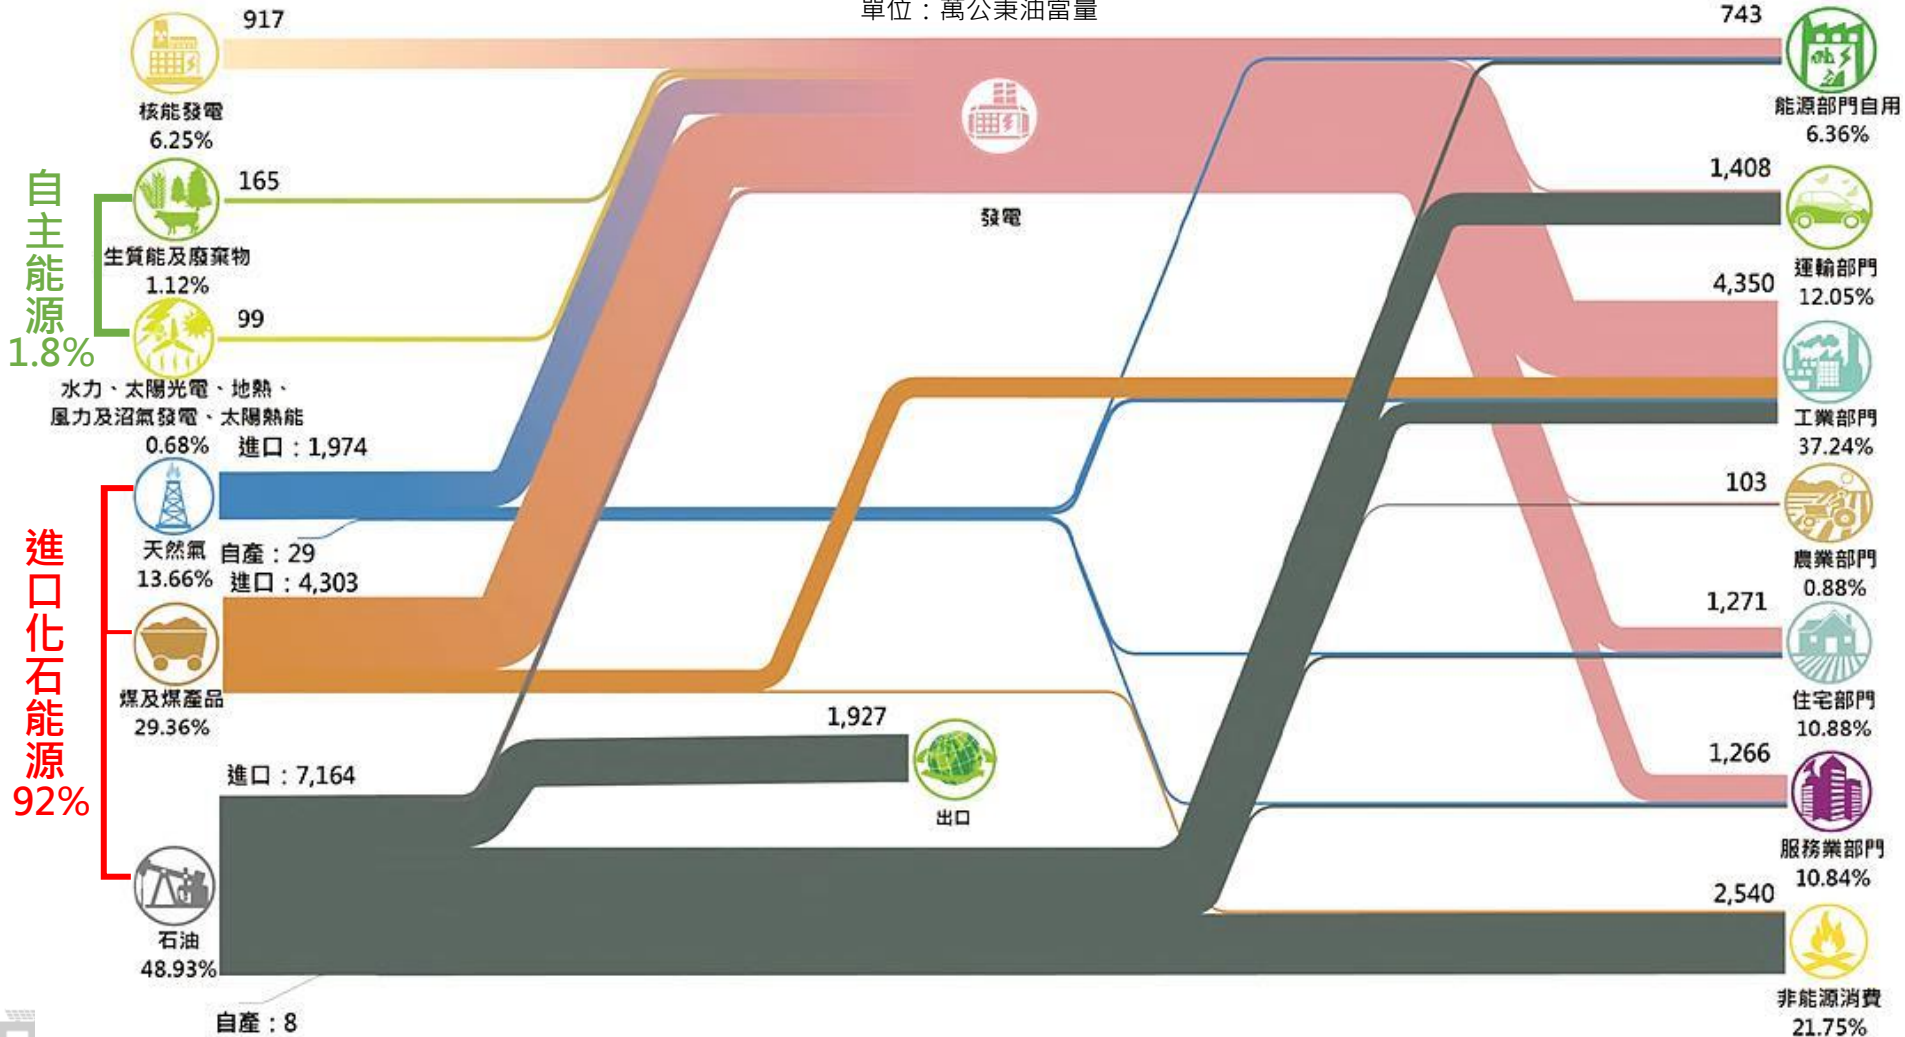 單位：萬公秉油當量
917
核能發電
6.25%
自主能源
1.8%
165
生質能及廢棄物
1.12%
99
水力、太陽光電、地熱、
風力及沼氣發電、太陽熱能
0.68%
進口化石能源
92%
進口：1,974
天然氣
13.66%
自產：29
進口：4,303
煤及煤產品
29.36%
進口：7,164
石油
48.93%
自產：8
發電
1,927
出口
743
能源部門自用
6.36%
1,408
運輸部門
12.05%
4,350
工業部門
37.24%
103
農業部門
0.88%
1,271
住宅部門
10.88%
1,266
服務業部門
10.84%
2,540
非能源消費
21.75%